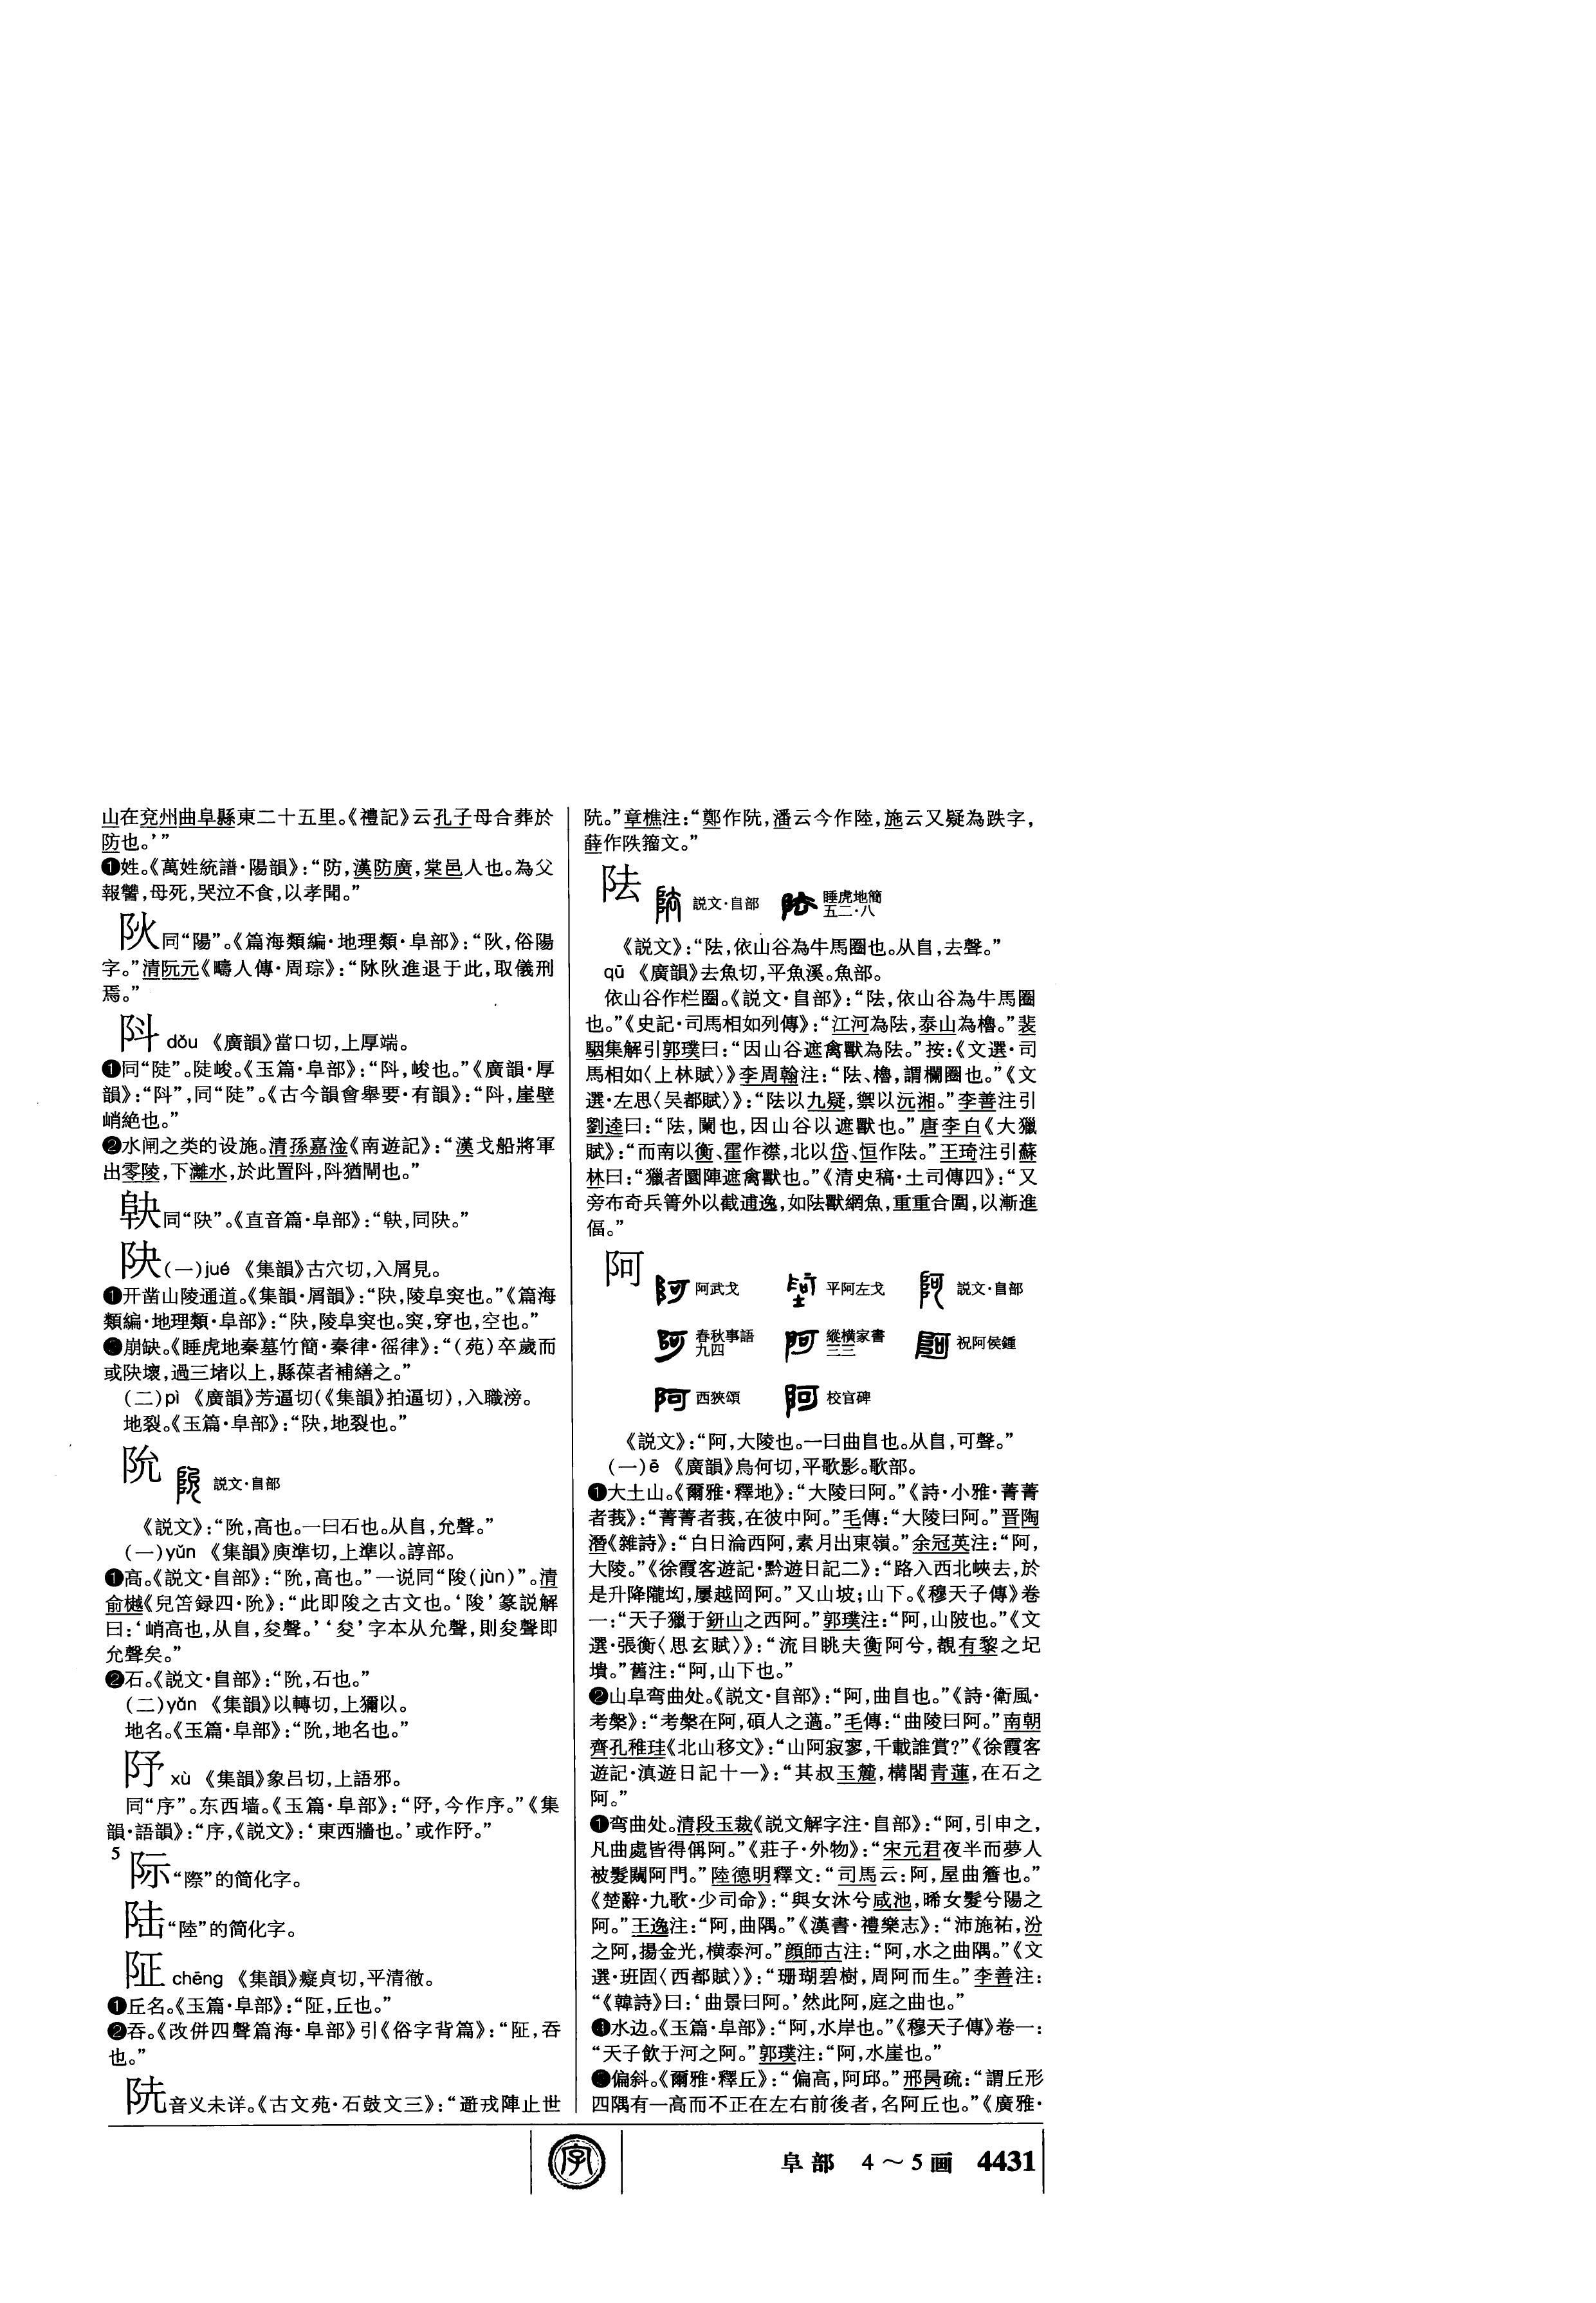 山在兗州曲阜縣東二十五里。《禮記》云孔子母合葬於
防也。’”
❶姓。《萬姓統譜·陽韻》：“防，漢防廣，棠邑人也。為父
報讐，母死，哭泣不食，以孝聞。”
阦同“陽”。《篇海類編·地理類·阜部》：“阦，俗陽
字。”清阮元《疇人傳·周琮》：“阥阦進退于此，取儀刑
焉。”
阧 dǒu 《廣韻》當口切，上厚端。
❶同“陡”。陡峻。《玉篇·阜部》：“阧，峻也。”《廣韻·厚
韻》：“阧”，同“陡”。《古今韻會舉要·有韻》：“阧，崖壁
峭絶也。”
❷水闸之类的设施。清孫嘉淦《南遊記》：“漢戈船將軍
出零陵，下灕水，於此置阧，阧猶閘也。”
同“䦼”。《直音篇·阜部》：
(一)jué 《集韻》古穴切，入屑見。
❶开凿山陵通道。《集韻·屑韻》：“䦼，陵阜突也。”《篇海
類編·地理類·阜部》：“䦼，陵阜突也。突，穿也，空也。”
崩缺。《睡虎地秦墓竹簡·秦律·徭律》：“(苑)卒歲而
或䦼壞，過三堵以上，縣葆者補繕之。”
(二)pì 《廣韻》芳逼切(《集韻》拍逼切)，入職滂。
地裂。《玉篇·阜部》：“䦼，地裂也。”
阭 説文·𨸏部
《説文》：“阭，高也。一曰石也。从𨸏，允聲。”
(一)yǔn 《集韻》庾準切，上準以。諄部。
❶高。《説文·𨸏部》：“阭，高也。”一说同“陖(jùn)”。清
俞樾《兒笘録四·阭》：“此即陖之古文也。‘陖’篆説解
曰：‘峭高也，从𨸏，夋聲。’‘夋’字本从允聲，則夋聲即
允聲矣。”
❷石。《説文·𨸏部》：“阭，石也。”
(二)yǎn 《集韻》以轉切，上獮以。
地名。《玉篇·阜部》：“阭，地名也。”
xù 《集韻》象吕切，上語邪。
同“序”。东西墙。《玉篇·阜部》：“䦽，今作序。”《集
韻·語韻》：“序，《説文》：‘東西牆也。’或作䦽。”
5
际“際”的简化字。
陆“陸”的简化字。
chēng 《集韻》癡貞切，平清徹。
❶丘名。《玉篇·阜部》：“阷，丘也。”
❷吞。《改併四聲篇海·阜部》引《俗字背篇》：“阷，吞
也。”
音义未详。《古文苑·石鼓文三》：“避戎陣止世
阬。”章樵注：“鄭作阬，潘云今作陸，施云又疑為跌字，
薛作䧃籀文。”
阹 説文·𨸏部 睡虎地簡五二·八
《説文》：“阹，依山谷為牛馬圈也。从𨸏，去聲。”
qū 《廣韻》去魚切，平魚溪。魚部。
依山谷作栏圈。《説文·𨸏部》：“阹，依山谷為牛馬圈
也。”《史記·司馬相如列傳》：“江河為阹，泰山為櫓。”裴
駰集解引郭璞曰：“因山谷遮禽獸為阹。”按：《文選·司
馬相如〈上林賦〉》李周翰注：“阹、櫓，謂欄圈也。”《文
選·左思〈吴都賦〉》：“阹以九疑，禦以沅湘。”李善注引
劉逵曰：“阹，闌也，因山谷以遮獸也。”唐李白《大獵
賦》：“而南以衡、霍作襟，北以岱、恒作阹。”王琦注引蘇
林曰：“獵者圜陣遮禽獸也。”《清史稿·土司傳四》：“又
旁布奇兵箐外以截逋逸，如阹獸網魚，重重合圍，以漸進
偪。”
阿 阿武戈 平阿左戈 説文·𨸏部
春秋事語九四 縱横家書三三 祝阿侯鍾
西狹頌 校官碑
《説文》：“阿，大陵也。一曰曲𨸏也。从𨸏，可聲。”
(一)ē 《廣韻》烏何切，平歌影。歌部。
❶大土山。《爾雅·釋地》：“大陵曰阿。”《詩·小雅·菁菁
者莪》：“菁菁者莪，在彼中阿。”毛傳：“大陵曰阿。”晋陶
潛《雜詩》：“白日淪西阿，素月出東嶺。”余冠英注：“阿，
大陵。”《徐霞客遊記·黔遊日記二》：“路入西北峽去，於
是升降隴坳，屢越岡阿。”又山坡；山下。《穆天子傳》卷
一：“天子獵于鈃山之西阿。”郭璞注：“阿，山陂也。”《文
選·張衡〈思玄賦〉》：“流目眺夫衡阿兮，覩有黎之圮
墳。”舊注：“阿，山下也。”
❷山阜弯曲处。《説文·𨸏部》：“阿，曲𨸏也。”《詩·衛風·
考槃》：“考槃在阿，碩人之薖。”毛傳：“曲陵曰阿。”南朝
齊孔稚珪《北山移文》：“山阿寂寥，千載誰賞？”《徐霞客
遊記·滇遊日記十一》：“其叔玉麓，構閣青蓮，在石之
阿。”
❶弯曲处。清段玉裁《説文解字注·𨸏部》：“阿，引申之，
凡曲處皆得偁阿。”《莊子·外物》：“宋元君夜半而夢人
被髮闚阿門。”陸德明釋文：“司馬云：阿，屋曲簷也。”
《楚辭·九歌·少司命》：“與女沐兮咸池，晞女髮兮陽之
阿。”王逸注：“阿，曲隅。”《漢書·禮樂志》：“沛施祐，汾
之阿，揚金光，横泰河。”顔師古注：“阿，水之曲隅。”《文
選·班固〈西都賦〉》：“珊瑚碧樹，周阿而生。”李善注：
“《韓詩》曰：‘曲景曰阿。’然此阿，庭之曲也。”
❹水边。《玉篇·阜部》：“阿，水岸也。”《穆天子傳》卷一：
“天子飲于河之阿。”郭璞注：“阿，水崖也。”
偏斜。《爾雅·釋丘》：“偏高，阿邱。”邢昺疏：“謂丘形
四隅有一高而不正在左右前後者，名阿丘也。”《廣雅·
字
阜部 4～5画 4431